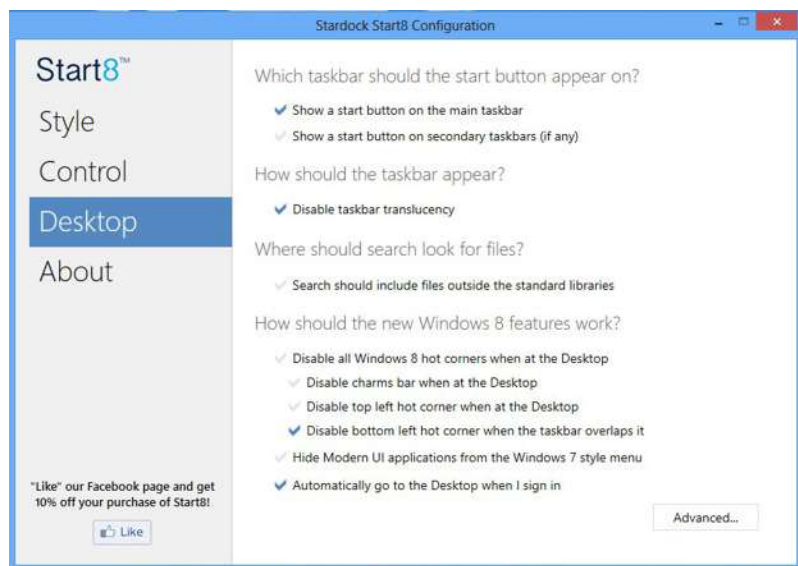 Stardock Start8 Configuration
Start8™
Style
Control
Desktop
About
"Like" our Facebook page and get
10% off your purchase of Start8!
Like
Which taskbar should the start button appear on?
Show a start button on the main taskbar
Show a start button on secondary taskbars (if any)
How should the taskbar appear?
Disable taskbar translucency
Where should search look for files?
Search should include files outside the standard libraries
How should the new Windows 8 features work?
Disable all Windows 8 hot corners when at the Desktop
Disable charms bar when at the Desktop
Disable top left hot corner when at the Desktop
Disable bottom left hot corner when the taskbar overlaps it
Hide Modern UI applications from the Windows 7 style menu
Automatically go to the Desktop when I sign in
Advanced...